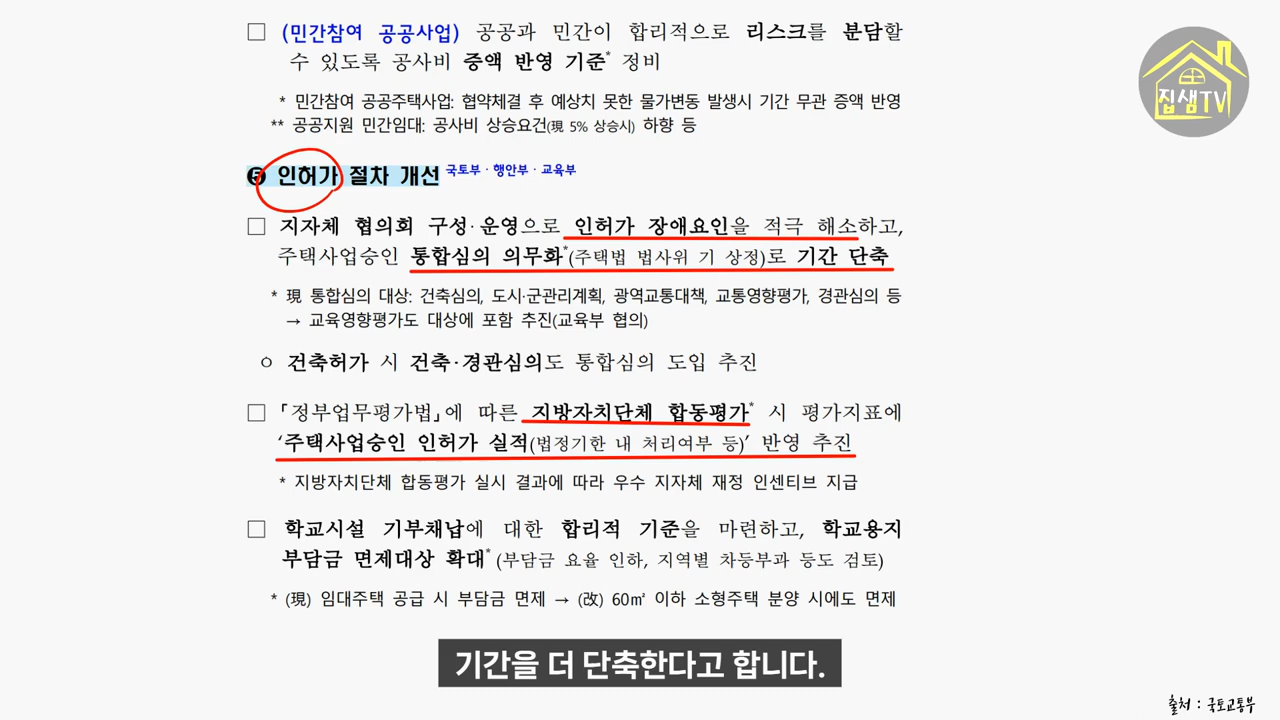 □ (민간참여 공공사업) 공공과 민간이 합리적으로 리스크를 분담할
수 있도록 공사비 증액 반영 기준* 정비
* 민간참여 공공주택사업: 협약체결 후 예상치 못한 물가변동 발생시 기간 무관 증액 반영
** 공공지원 민간임대: 공사비 상승요건(現 5% 상승시) 하향 등
집샘TV
❺ 인허가 절차 개선 국토부·행안부·교육부
□ 지자체 협의회 구성·운영으로 인허가 장애요인을 적극 해소하고,
주택사업승인 통합심의 의무화*(주택법 법사위 기 상정)로 기간 단축
* 現 통합심의 대상: 건축심의, 도시·군관리계획, 광역교통대책, 교통영향평가, 경관심의 등
→ 교육영향평가도 대상에 포함 추진(교육부 협의)
ㅇ 건축허가 시 건축·경관심의도 통합심의 도입 추진
□ 「정부업무평가법」에 따른 지방자치단체 합동평가* 시 평가지표에
‘주택사업승인 인허가 실적(법정기한 내 처리여부 등)’ 반영 추진
* 지방자치단체 합동평가 실시 결과에 따라 우수 지자체 재정 인센티브 지급
□ 학교시설 기부채납에 대한 합리적 기준을 마련하고, 학교용지
부담금 면제대상 확대* (부담금 요율 인하, 지역별 차등부과 등도 검토)
* (現) 임대주택 공급 시 부담금 면제 → (改) 60㎡ 이하 소형주택 분양 시에도 면제
기간을 더 단축한다고 합니다.
출처 : 국토교통부